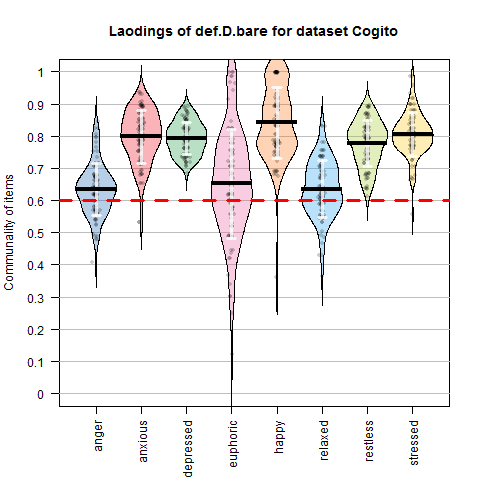 Laodings of def.D.bare for dataset Cogito
Communality of items
1
0.9
0.8
0.7
0.6
0.5
0.4
0.3
0.2
0.1
0
anger
anxious
depressed
euphoric
happy
relaxed
restless
stressed